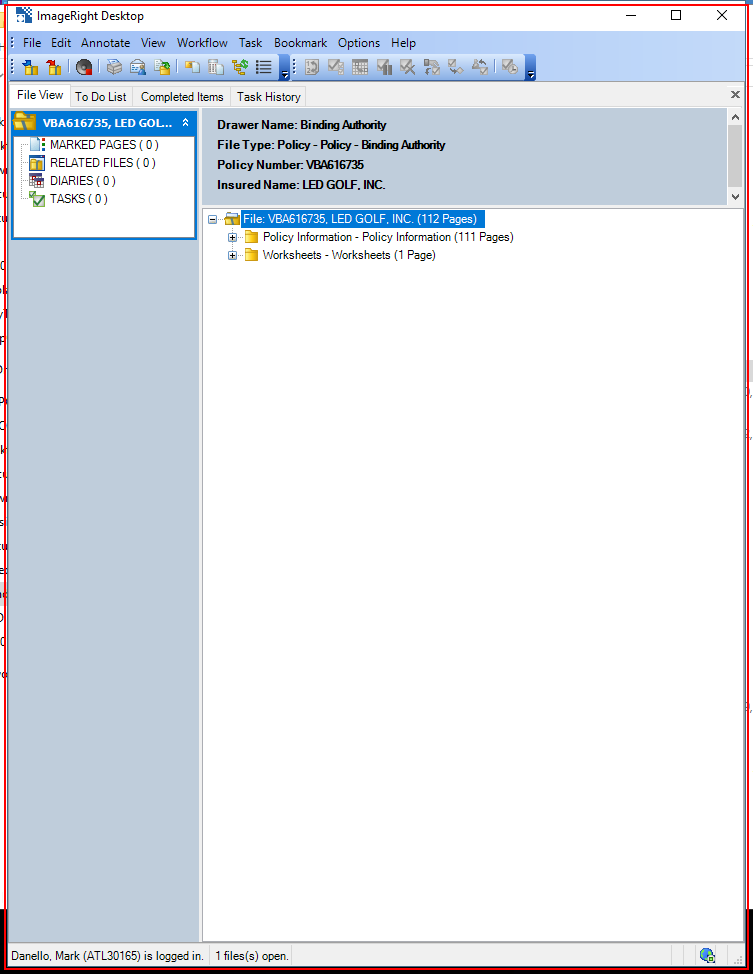 ImageRight Desktop
File Edit Annotate View Workflow Task Bookmark Options Help
File View To Do List Completed Items Task History
VBA616735, LED GOL...
MARKED PAGES ( 0 )
RELATED FILES ( 0 )
DIARIES ( 0 )
TASKS ( 0 )
Drawer Name: Binding Authority
File Type: Policy - Policy - Binding Authority
Policy Number: VBA616735
Insured Name: LED GOLF, INC.
File: VBA616735, LED GOLF, INC. (112 Pages)
Policy Information - Policy Information (111 Pages)
Worksheets - Worksheets (1 Page)
Danello, Mark (ATL30165) is logged in. 1 files(s) open.